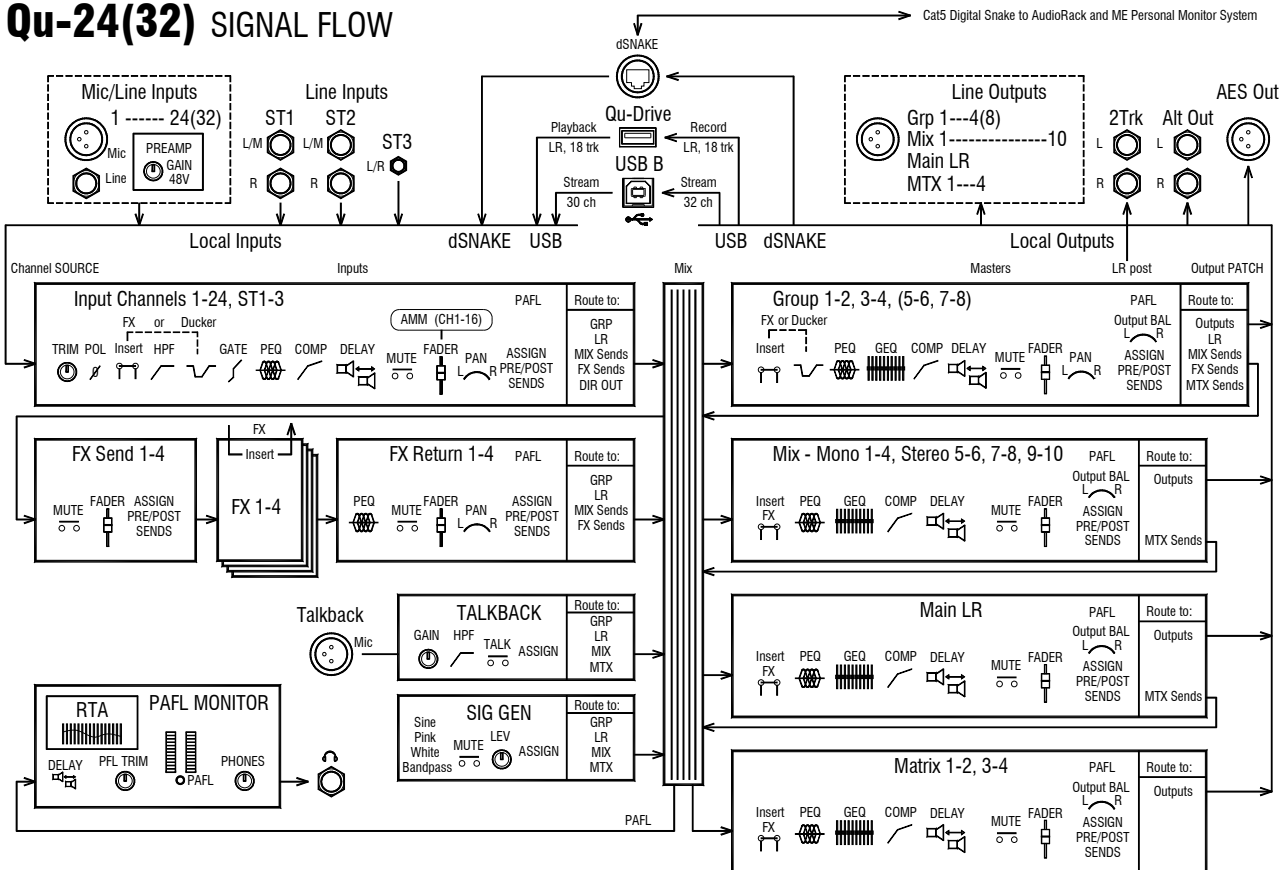 Qu-24(32) SIGNAL FLOW
Cat5 Digital Snake to AudioRack and ME Personal Monitor System
dSNAKE
Mic/Line Inputs
1 ------ 24(32)
Mic
Line
PREAMP
GAIN
48V
Line Inputs
ST1
ST2
ST3
L/M
L/M
L/R
R
R
Qu-Drive
Playback
LR, 18 trk
Record
LR, 18 trk
USB B
Stream
30 ch
Stream
32 ch
Line Outputs
Grp 1---4(8)
Mix 1--------------10
Main LR
MTX 1---4
2Trk
Alt Out
AES Out
L
L
R
R
Local Inputs
dSNAKE
USB
USB
dSNAKE
Local Outputs
Channel SOURCE
Inputs
Mix
Masters
LR post
Output PATCH
Input Channels 1-24, ST1-3
PAFL
FX or Ducker
AMM (CH1-16)
TRIM POL Insert HPF GATE PEQ COMP DELAY MUTE FADER PAN
L R
ASSIGN
PRE/POST
SENDS
Route to:
GRP
LR
MIX Sends
FX Sends
DIR OUT
Group 1-2, 3-4, (5-6, 7-8)
PAFL
FX or Ducker
Output BAL
L R
Insert PEQ GEQ COMP DELAY MUTE FADER PAN
L R
ASSIGN
PRE/POST
SENDS
Route to:
Outputs
LR
MIX Sends
FX Sends
MTX Sends
FX Send 1-4
MUTE FADER ASSIGN
PRE/POST
SENDS
FX
Insert
FX 1-4
FX Return 1-4
PAFL
PEQ MUTE FADER PAN
L R
ASSIGN
PRE/POST
SENDS
Route to:
GRP
LR
MIX Sends
FX Sends
Mix - Mono 1-4, Stereo 5-6, 7-8, 9-10
PAFL
Output BAL
L R
Insert PEQ GEQ COMP DELAY MUTE FADER
FX
ASSIGN
PRE/POST
SENDS
Route to:
Outputs
MTX Sends
Talkback
Mic
TALKBACK
GAIN HPF TALK ASSIGN
Route to:
GRP
LR
MIX
MTX
Main LR
PAFL
Output BAL
L R
Insert PEQ GEQ COMP DELAY MUTE FADER
FX
ASSIGN
PRE/POST
SENDS
Route to:
Outputs
MTX Sends
RTA
PAFL MONITOR
DELAY PFL TRIM PAFL PHONES
SIG GEN
Sine
Pink
White
Bandpass
MUTE LEV ASSIGN
Route to:
GRP
LR
MIX
MTX
PAFL
Matrix 1-2, 3-4
PAFL
Output BAL
L R
Insert PEQ GEQ COMP DELAY MUTE FADER
FX
ASSIGN
PRE/POST
SENDS
Route to:
Outputs